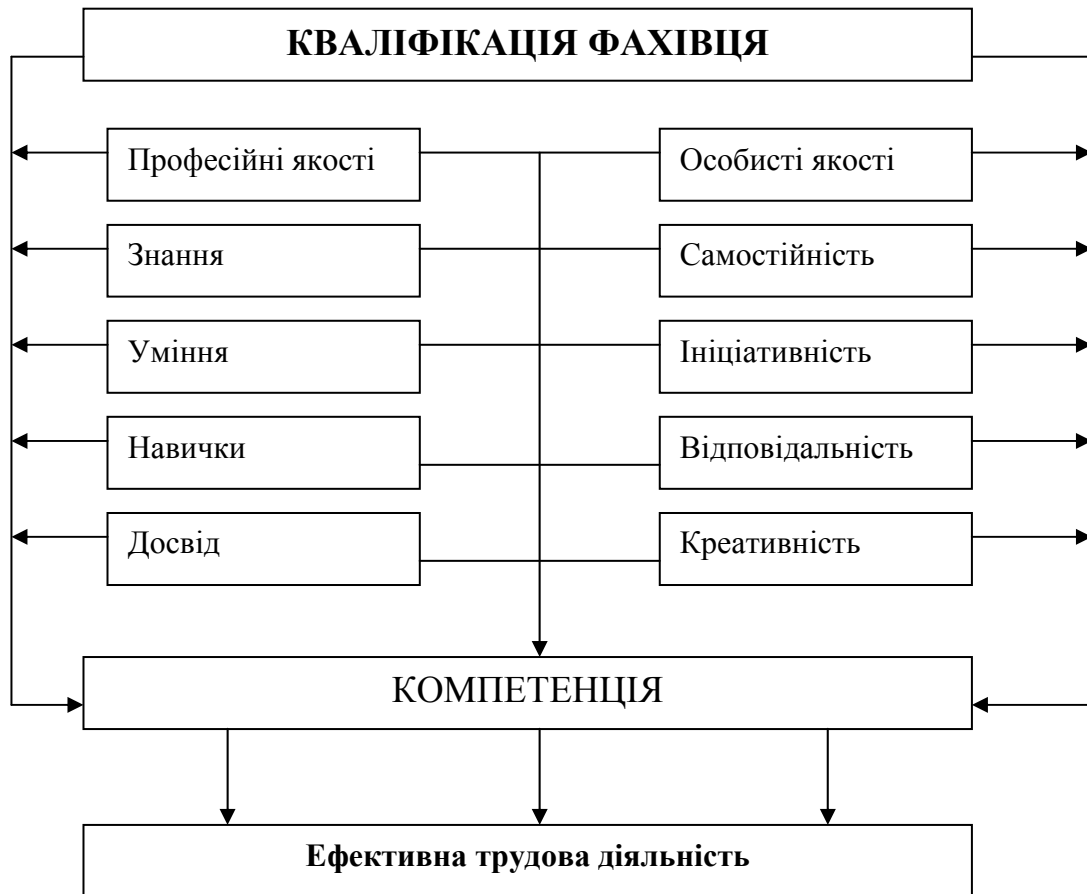 КВАЛІФІКАЦІЯ ФАХІВЦЯ
Професійні якості
Особисті якості
Знання
Самостійність
Уміння
Ініціативність
Навички
Відповідальність
Досвід
Креативність
КОМПЕТЕНЦІЯ
Ефективна трудова діяльність